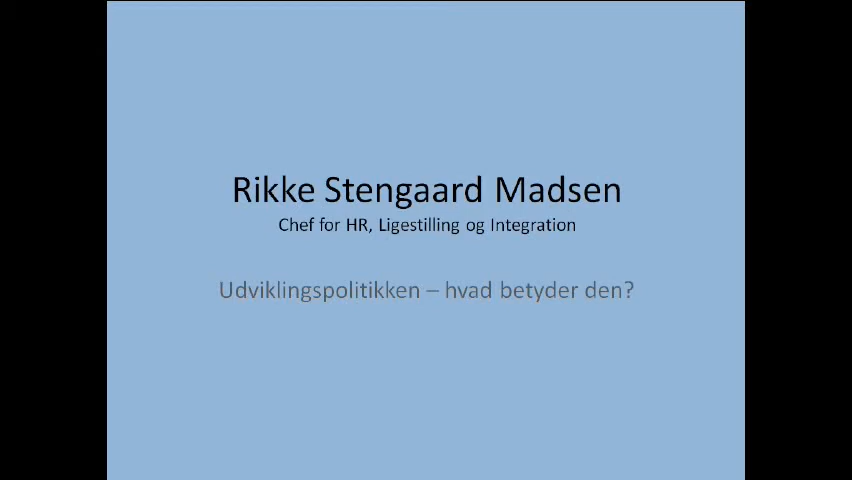 Rikke Stengaard Madsen
Chef for HR, Ligestilling og Integration
Udviklingspolitikken – hvad betyder den?